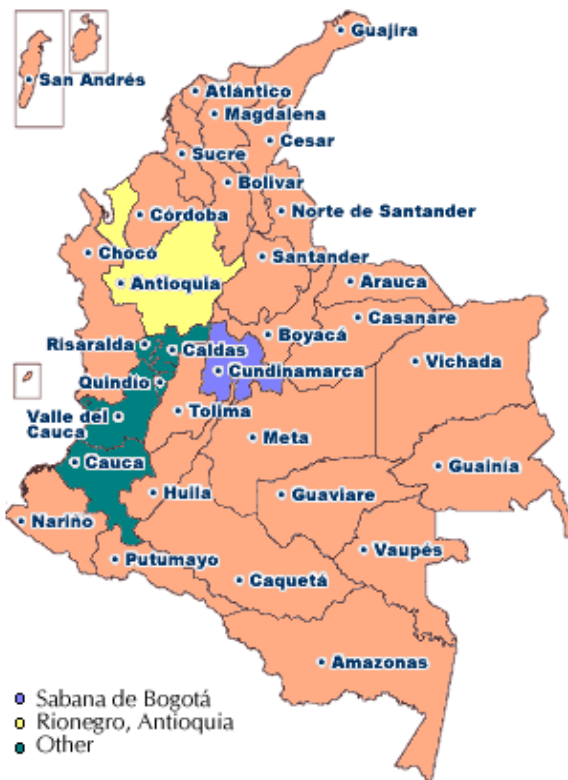 Guajira
San Andrés
Atlántico
Magdalena
Cesar
Sucre
Bolivar
Norte de Santander
Córdoba
Chocó
Santander
Antioquia
Arauca
Casanare
Boyacá
Risaralda
Caldas
Vichada
Cundinamarca
Quindío
Tolima
Valle del
Cauca
Meta
Cauca
Guainía
Huila
Guaviare
Nariño
Vaupés
Putumayo
Caquetá
Amazonas
Sabana de Bogotá
Rionegro, Antioquia
Other